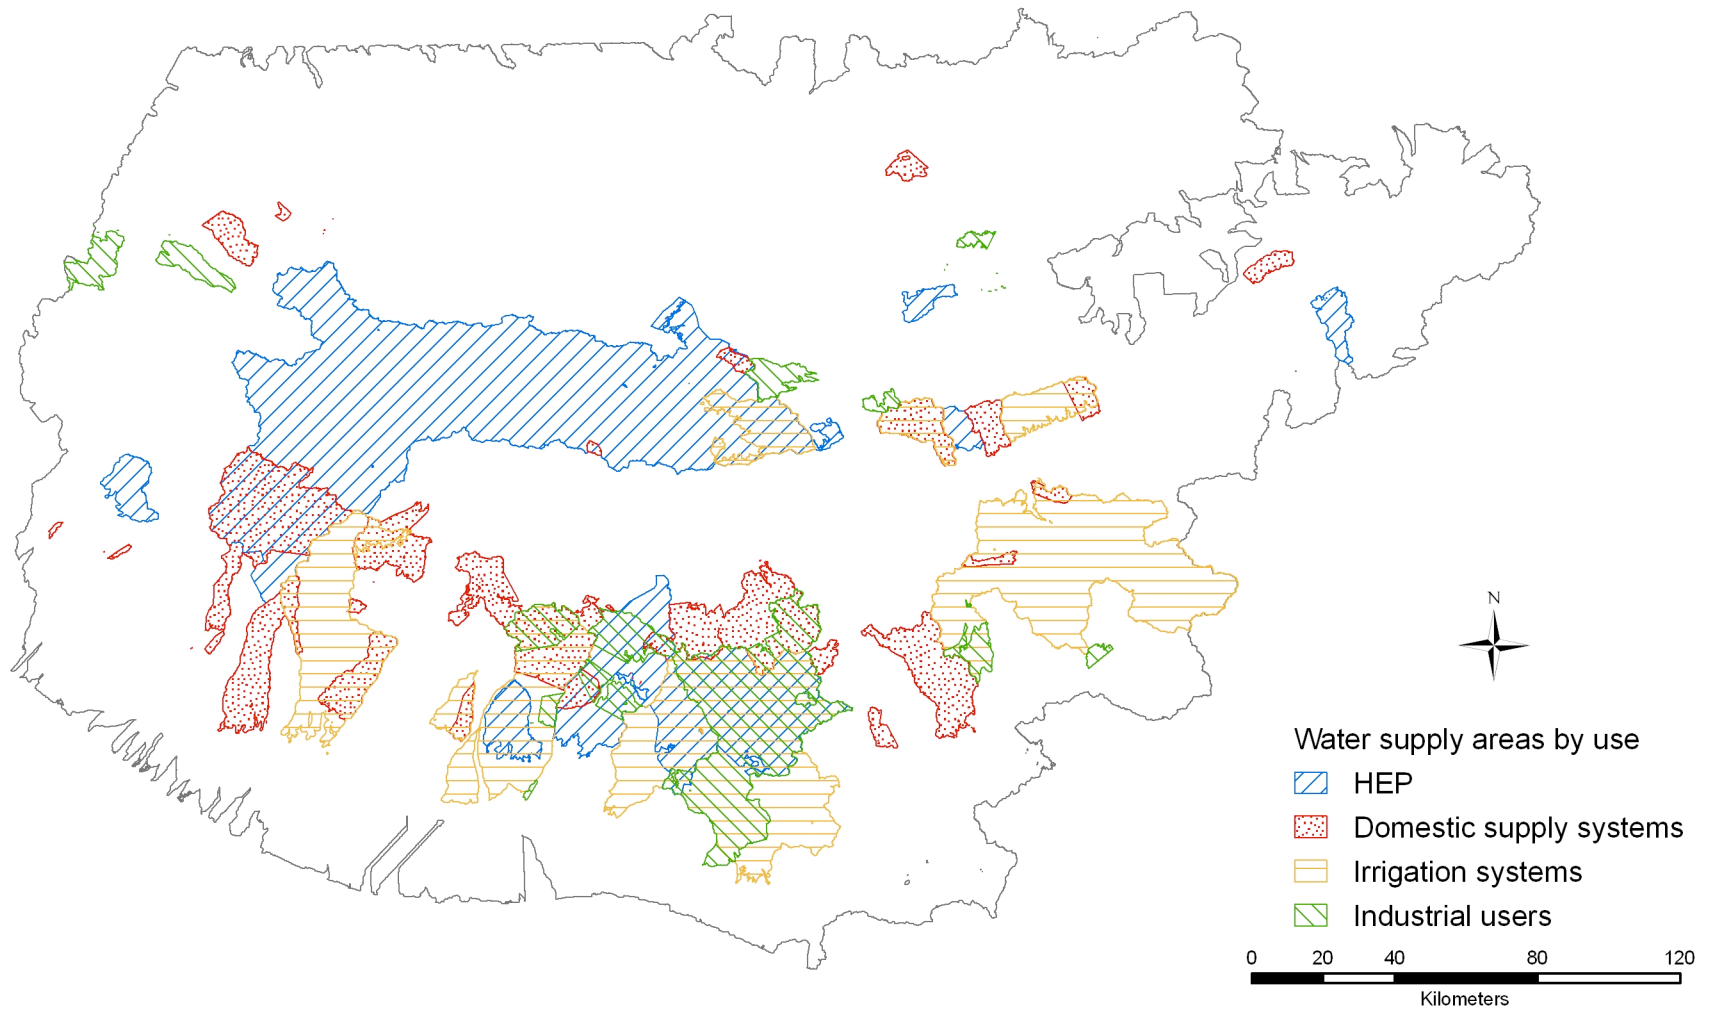 N
Water supply areas by use
HEP
Domestic supply systems
Irrigation systems
Industrial users
0 20 40 80 120
Kilometers